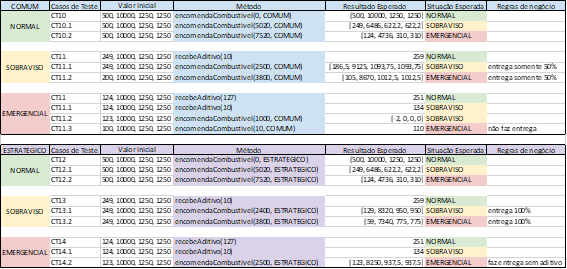 COMUM Casos de Teste Valor inicial Método Resultado Esperado Situação Esperada Regras de negócio
NORMAL CT10 500, 10000, 1250, 1250 encomendaCombustivel(0, COMUM) {500, 10000, 1250, 1250} NORMAL
CT10.1 500, 10000, 1250, 1250 encomendaCombustivel(5020, COMUM) {249, 6486, 622,2, 622,2} SOBRAVISO
CT10.2 500, 10000, 1250, 1250 encomendaCombustivel(7520, COMUM) {124, 4736, 310, 310} EMERGENCIAL
SOBRAVISO CT11 249, 10000, 1250, 1250 recebeAditivo(10) 259 NORMAL
CT11.1 249, 10000, 1250, 1250 encomendaCombustivel(2500, COMUM) {186,5, 9125, 1093,75, 1093,75} SOBRAVISO entrega somente 50%
CT11.2 200, 10000, 1250, 1250 encomendaCombustivel(3800, COMUM) {105, 8670, 1012,5, 1012,5} EMERGENCIAL entrega somente 50%
EMERGENCIAL CT11 124, 10000, 1250, 1250 recebeAditivo(127) 251 NORMAL
CT11.1 124, 10000, 1250, 1250 recebeAditivo(10) 134 SOBRAVISO
CT11.2 123, 10000, 1250, 1250 encomendaCombustivel(1000, COMUM) {-2, 0, 0, 0} SOBRAVISO
CT11.3 100, 10000, 1250, 1250 encomendaCombustivel(10, COMUM) 110 EMERGENCIAL não faz entrega
ESTRATEGICO Casos de Teste Valor inicial Método Resultado Esperado Situação Esperada Regras de negócio
NORMAL CT12 500, 10000, 1250, 1250 encomendaCombustivel(0, ESTRATEGICO) {500, 10000, 1250, 1250} NORMAL
CT12.1 500, 10000, 1250, 1250 encomendaCombustivel(5020, ESTRATEGICO) {249, 6486, 622,2, 622,2} SOBRAVISO
CT12.2 500, 10000, 1250, 1250 encomendaCombustivel(7520, ESTRATEGICO) {124, 4736, 310, 310} EMERGENCIAL
SOBRAVISO CT13 249, 10000, 1250, 1250 recebeAditivo(10) 259 NORMAL
CT13.1 249, 10000, 1250, 1250 encomendaCombustivel(2400, ESTRATEGICO) {129, 8320, 950, 950} SOBRAVISO entrega 100%
CT13.2 249, 10000, 1250, 1250 encomendaCombustivel(3800, ESTRATEGICO) {59, 7340, 775, 775} EMERGENCIAL entrega 100%
EMERGENCIAL CT14 124, 10000, 1250, 1250 recebeAditivo(127) 251 NORMAL
CT14.1 124, 10000, 1250, 1250 recebeAditivo(10) 134 SOBRAVISO
CT14.2 123, 10000, 1250, 1250 encomendaCombustivel(2500, ESTRATEGICO) {123, 8250, 937,5, 937,5} EMERGENCIAL faz entrega sem aditivo